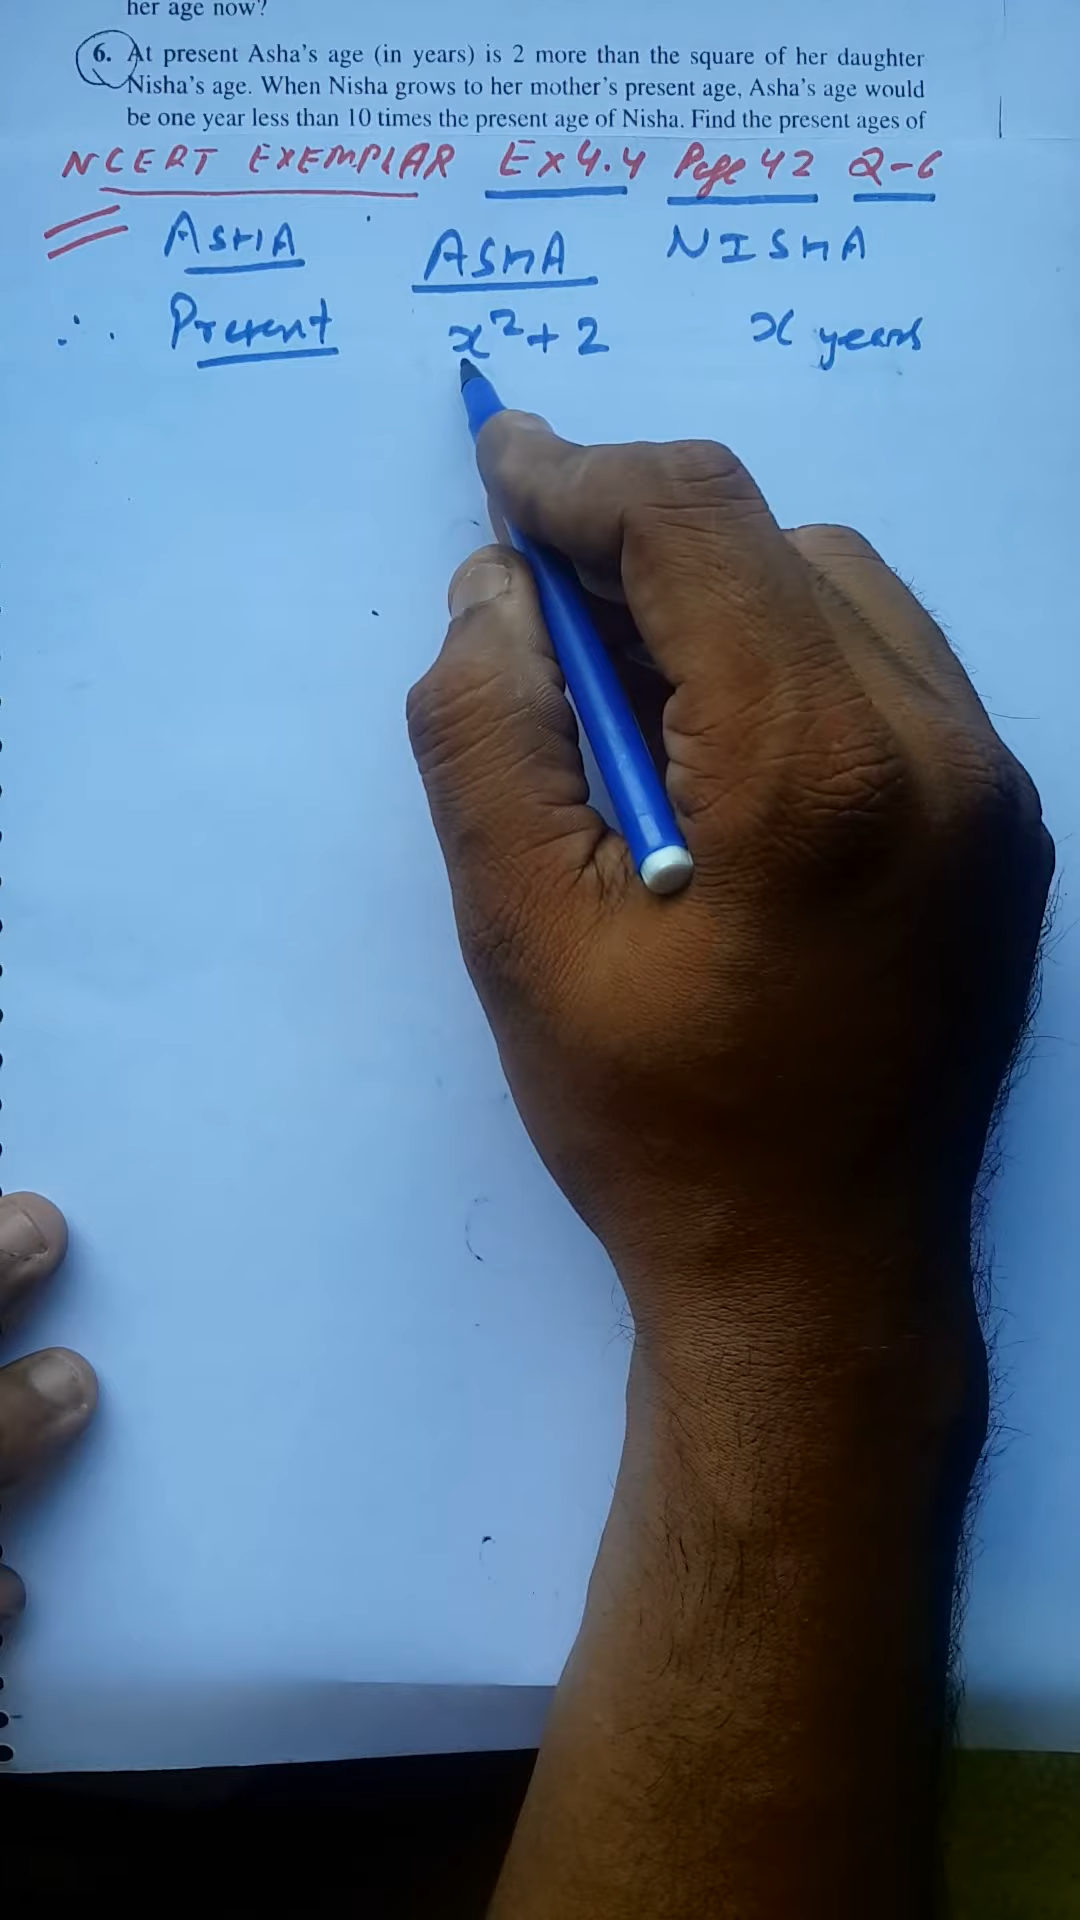 her age now?
6. At present Asha's age (in years) is 2 more than the square of her daughter
Nisha's age. When Nisha grows to her mother's present age, Asha's age would
be one year less than 10 times the present age of Nisha. Find the present ages of
NCERT EXEMPLAR Ex 4.4 Page 42 Q-6
ASHA ASHA NISHA
∴ Present x²+2 x years